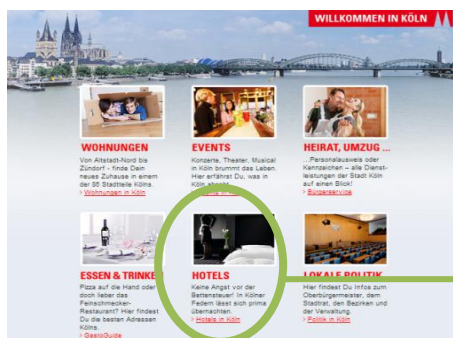 WILLKOMMEN IN KÖLN
WOHNUNGEN
Von Altstadt-Nord bis
Zündorf - finde Dein
neues Zuhause in einem
der 86 Stadtteile Kölns.
> Wohnungen in Köln
EVENTS
Konzerte, Theater, Musical
in Köln brummt das Leben.
Hier erfährst Du, was in
Köln abgeht.
in Köln
HEIRAT, UMZUG ...
...Personalausweis oder
Kennzeichen – alle Dienst-
leistungen der Stadt Köln
auf einen Blick!
> Bürgerservice
ESSEN & TRINKEN
Pizza auf die Hand oder
doch lieber das
Feinschmecker-
Restaurant? Hier findest
Du die besten Adressen
Kölns.
> GastroGuide
HOTELS
Keine Angst vor der
Bettensteuer! In Kölner
Federn lässt sich prima
übernachten.
> Hotels in Köln
LOKALE POLITIK
Hier findest Du Infos zum
Oberbürgermeister, dem
Stadtrat, den Bezirken und
der Verwaltung.
> Politik in Köln